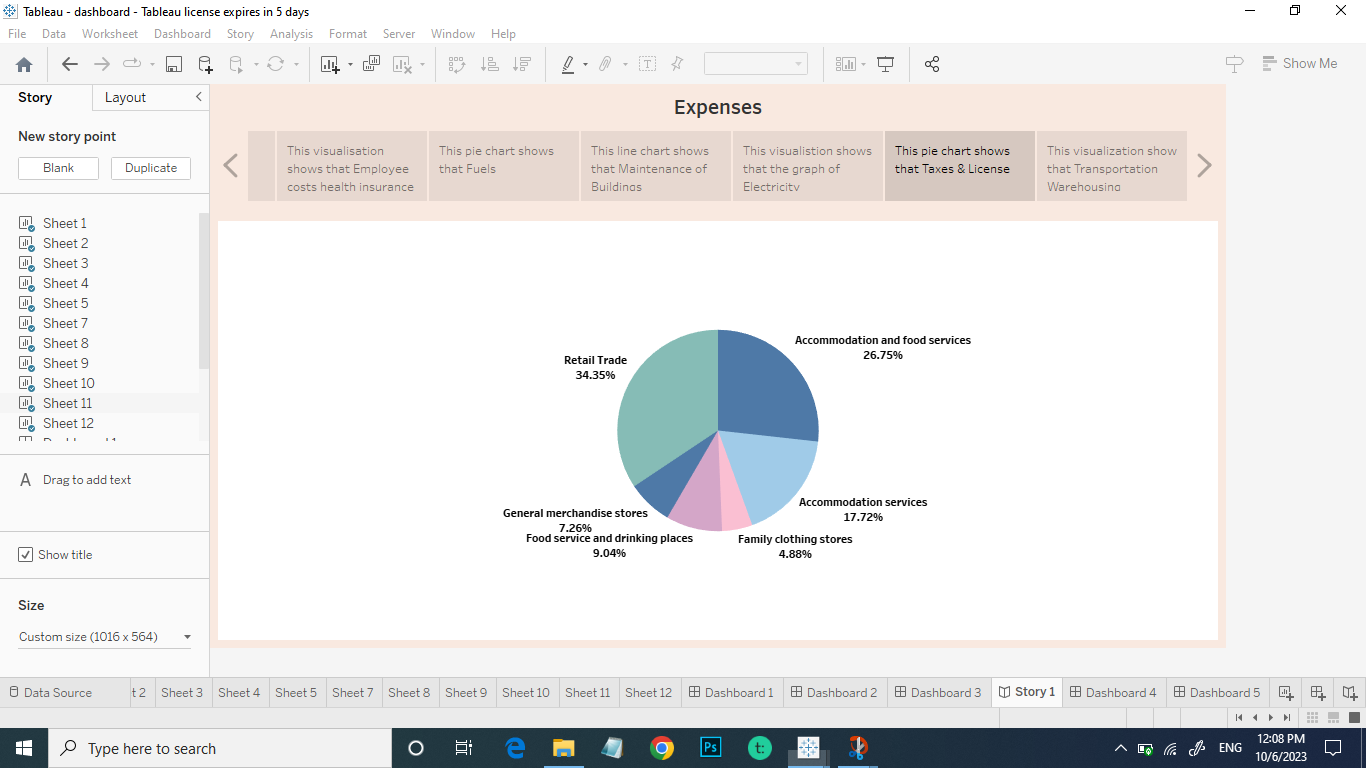 Tableau - dashboard - Tableau license expires in 5 days
File Data Worksheet Dashboard Story Analysis Format Server Window Help
Show Me
Story Layout
New story point
Blank Duplicate
Sheet 1
Sheet 2
Sheet 3
Sheet 4
Sheet 5
Sheet 7
Sheet 8
Sheet 9
Sheet 10
Sheet 11
Sheet 12
A Drag to add text
Show title
Size
Custom size (1016 x 564)
Expenses
This visualisation
shows that Employee
costs health insurance
This pie chart shows
that Fuels
This line chart shows
that Maintenance of
Buildings
This visualistion shows
that the graph of
Electricity
This pie chart shows
that Taxes & License
This visualization show
that Transportation
Warehousing
Accommodation and food services
26.75%
Retail Trade
34.35%
Accommodation services
17.72%
General merchandise stores
7.26%
Food service and drinking places
9.04%
Family clothing stores
4.88%
Data Source t 2 Sheet 3 Sheet 4 Sheet 5 Sheet 7 Sheet 8 Sheet 9 Sheet 10 Sheet 11 Sheet 12 Dashboard 1 Dashboard 2 Dashboard 3 Story 1 Dashboard 4 Dashboard 5
Type here to search
Ps
t:
ENG
12:08 PM
10/6/2023